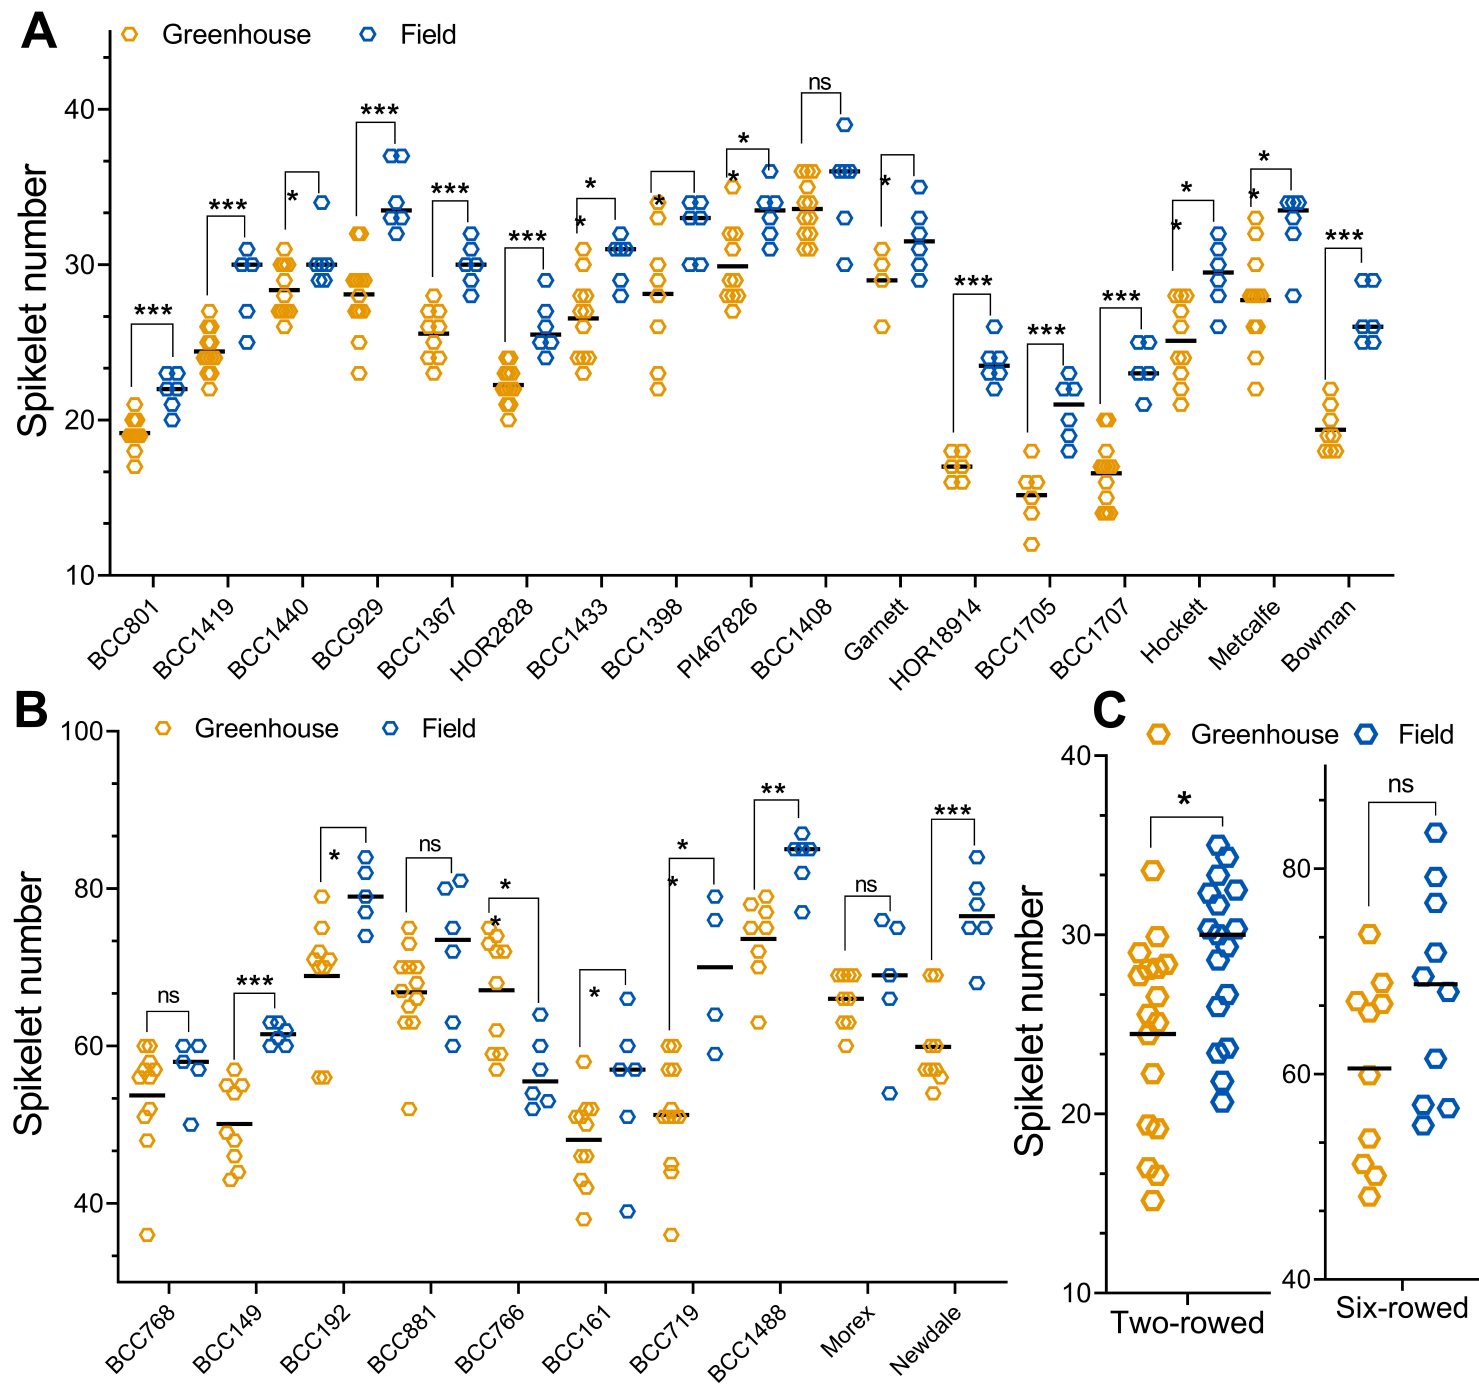 A
Greenhouse Field
Spikelet number
40
30
20
10
***
***
*
***
***
***
*
*
*
*
*
ns
*
***
***
***
*
*
*
*
***
BCC801 BCC1419 BCC1440 BCC929 BCC1367 HOR2828 BCC1433 BCC1398 PI467826 BCC1408 Garnett HOR18914 BCC1705 BCC1707 Hockett Metcalfe Bowman
B
Greenhouse Field
Spikelet number
100
80
60
40
ns
***
*
ns
*
*
*
*
*
**
ns
***
BCC768 BCC149 BCC192 BCC881 BCC766 BCC161 BCC719 BCC1488 Morex Newdale
C
Greenhouse Field
Spikelet number
40
30
20
10
*
Two-rowed
80
60
40
ns
Six-rowed